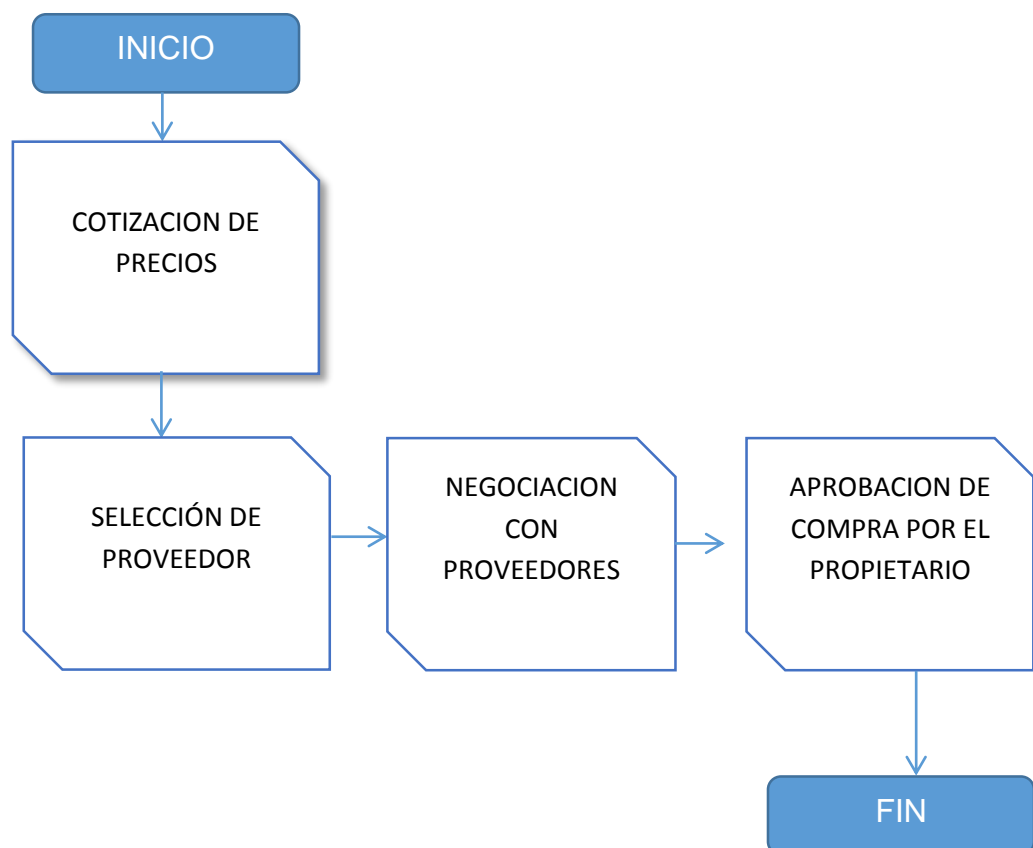 INICIO
COTIZACION DE
PRECIOS
SELECCIÓN DE
PROVEEDOR
NEGOCIACION
CON
PROVEEDORES
APROBACION DE
COMPRA POR EL
PROPIETARIO
FIN